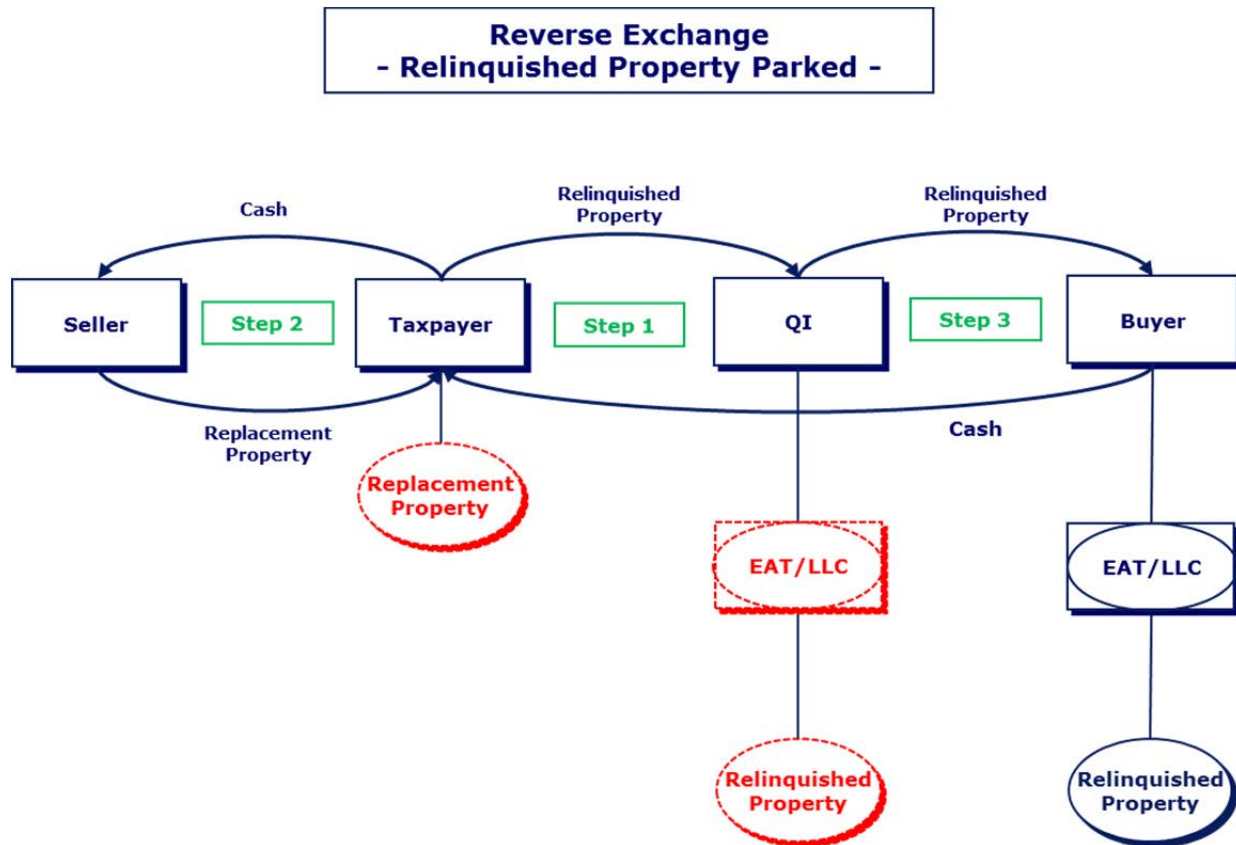 Reverse Exchange
- Relinquished Property Parked -
Cash
Relinquished
Property
Relinquished
Property
Seller
Step 2
Taxpayer
Step 1
QI
Step 3
Buyer
Replacement
Property
Cash
Replacement
Property
EAT/LLC
EAT/LLC
Relinquished
Property
Relinquished
Property